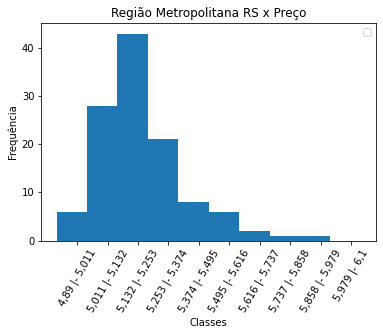 Região Metropolitana RS x Preço
Frequência
40
30
20
10
0
4,89 |- 5,011
5,011 |- 5,132
5,132 |- 5,253
5,253 |- 5,374
5,374 |- 5,495
5,495 |- 5,616
5,616 |- 5,737
5,737 |- 5,858
5,858 |- 5,979
5,979 |- 6,1
Classes